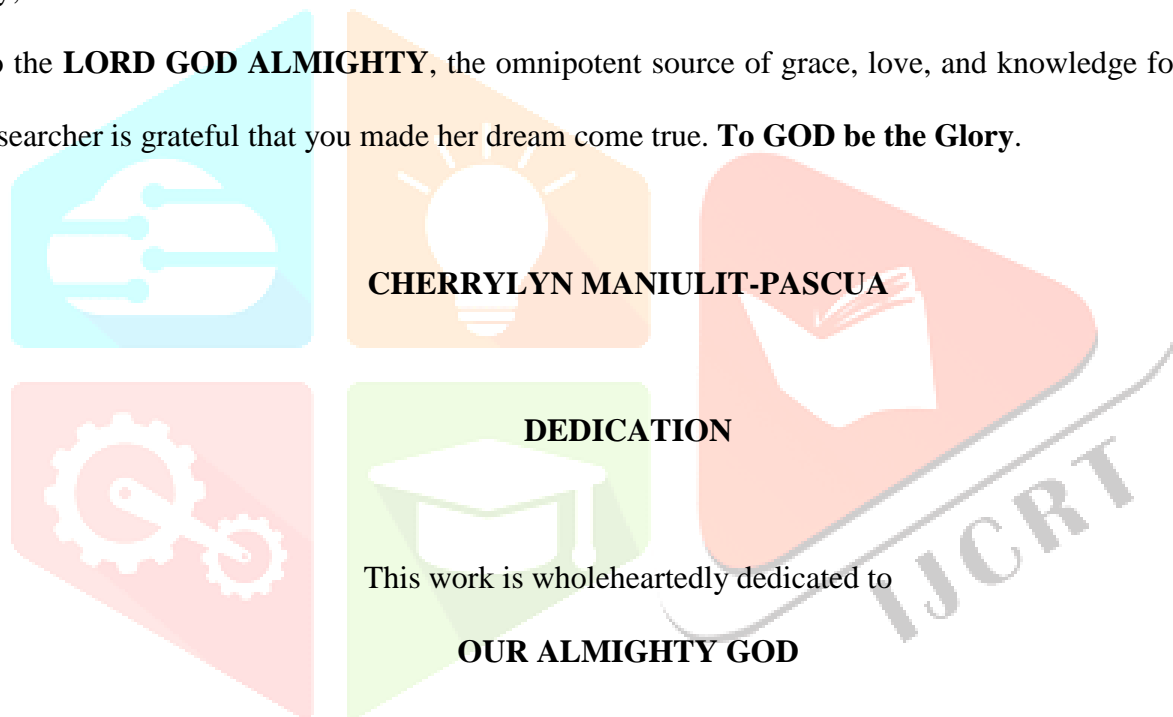 the LORD GOD ALMIGHTY, the omnipotent source of grace, love, and knowledge fo
searcher is grateful that you made her dream come true. To GOD be the Glory.
CHERRYLYN MANIULIT-PASCUA
DEDICATION
This work is wholeheartedly dedicated to
OUR ALMIGHTY GOD
IJCRT